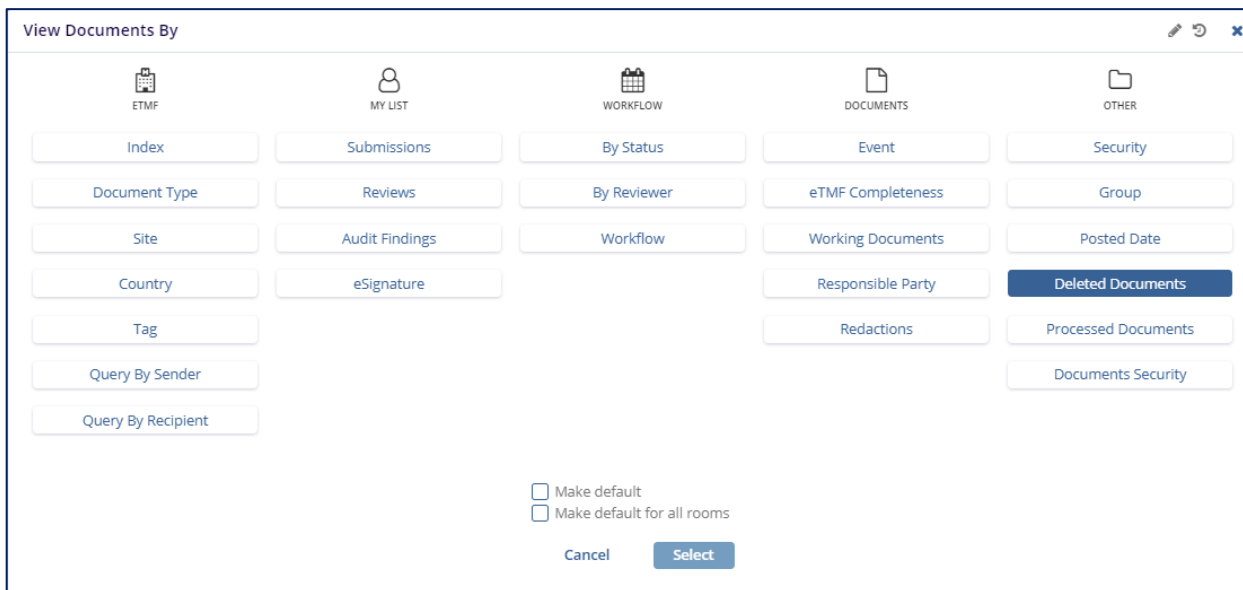 View Documents By
ETMF
MY LIST
WORKFLOW
DOCUMENTS
OTHER
Index
Submissions
By Status
Event
Security
Document Type
Reviews
By Reviewer
eTMF Completeness
Group
Site
Audit Findings
Workflow
Working Documents
Posted Date
Country
eSignature
Responsible Party
Deleted Documents
Tag
Redactions
Processed Documents
Query By Sender
Documents Security
Query By Recipient
Make default
Make default for all rooms
Cancel
Select